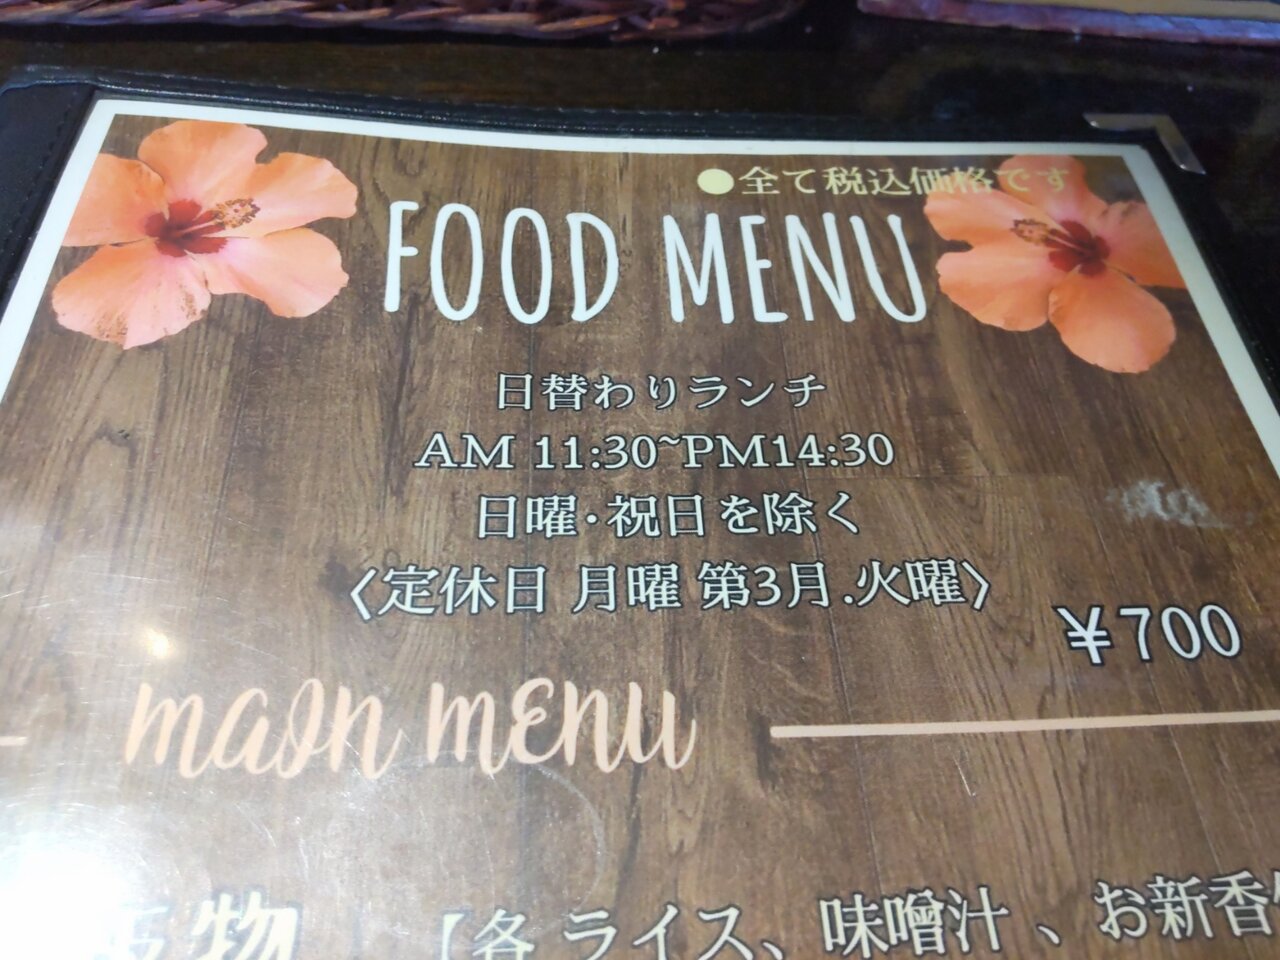 ●全て税込価格です
FOOD MENU
日替わりランチ
AM 11:30~PM14:30
日曜・祝日を除く
〈定休日 月曜 第3月.火曜〉
¥700
maIn mEnu
物 【各 ライス、味噌汁 、お新香